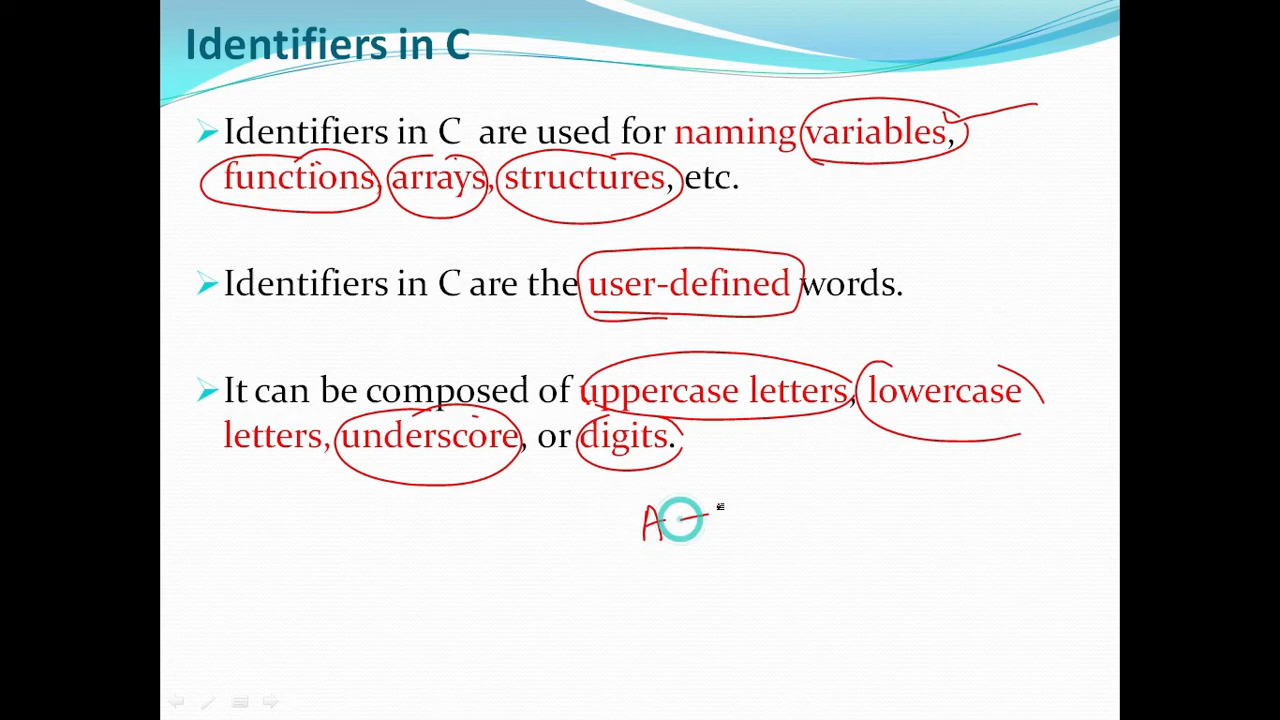 Identifiers in C
Identifiers in C are used for naming variables,
functions, arrays, structures, etc.
Identifiers in C are the user-defined words.
It can be composed of uppercase letters, lowercase
letters, underscore, or digits.
A -